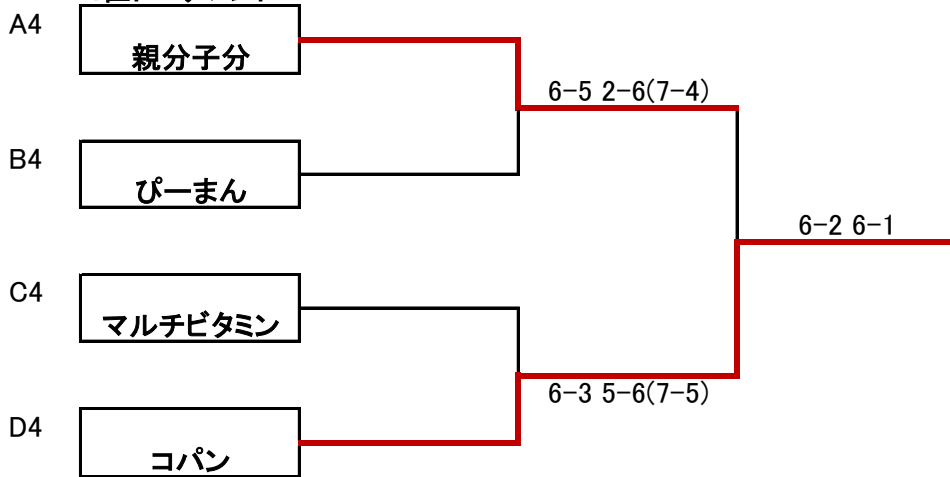 A4
親分子分
6-5 2-6(7-4)
B4
ぴーまん
6-2 6-1
C4
マルチビタミン
6-3 5-6(7-5)
D4
コパン